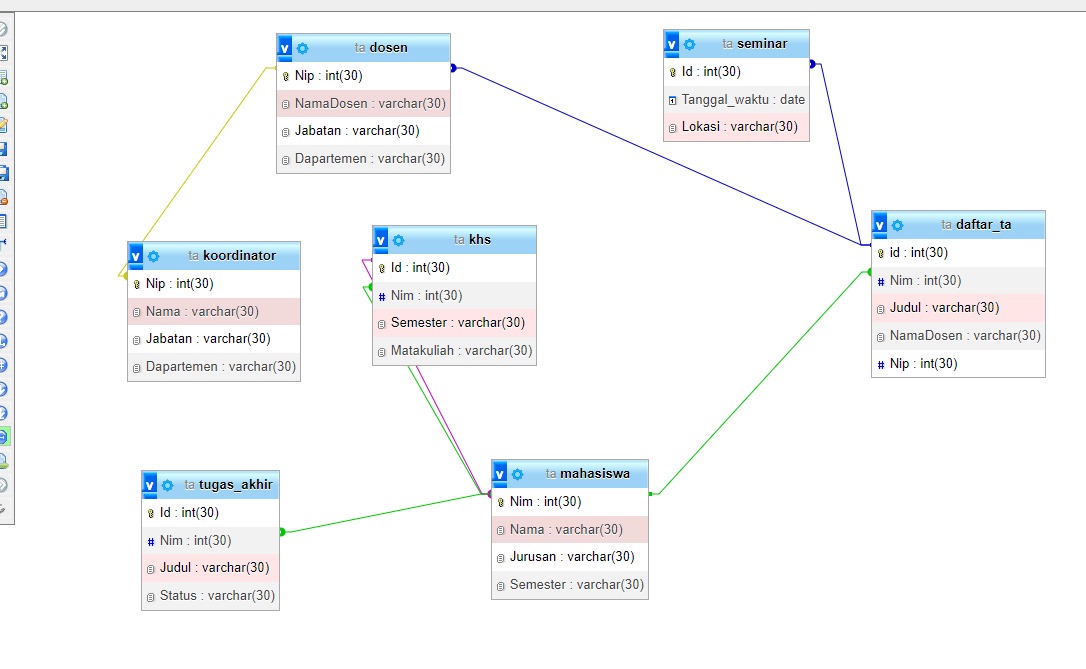 ta dosen
Nip : int(30)
NamaDosen : varchar(30)
Jabatan : varchar(30)
Dapartemen : varchar(30)
ta seminar
Id : int(30)
Tanggal_waktu : date
Lokasi : varchar(30)
ta daftar_ta
id : int(30)
# Nim : int(30)
Judul : varchar(30)
NamaDosen : varchar(30)
# Nip : int(30)
ta koordinator
Nip : int(30)
Nama : varchar(30)
Jabatan : varchar(30)
Dapartemen : varchar(30)
ta khs
Id : int(30)
# Nim : int(30)
Semester : varchar(30)
Matakuliah : varchar(30)
ta tugas_akhir
Id : int(30)
# Nim : int(30)
Judul : varchar(30)
Status : varchar(30)
ta mahasiswa
Nim : int(30)
Nama : varchar(30)
Jurusan : varchar(30)
Semester : varchar(30)